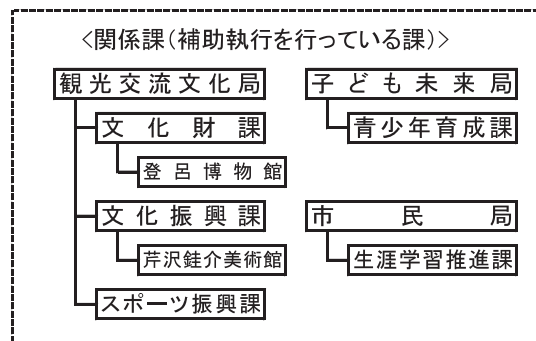 <関係課(補助執行を行っている課)>
観光交流文化局
文化財課
登呂博物館
文化振興課
芹沢銈介美術館
スポーツ振興課
子ども未来局
青少年育成課
市民局
生涯学習推進課